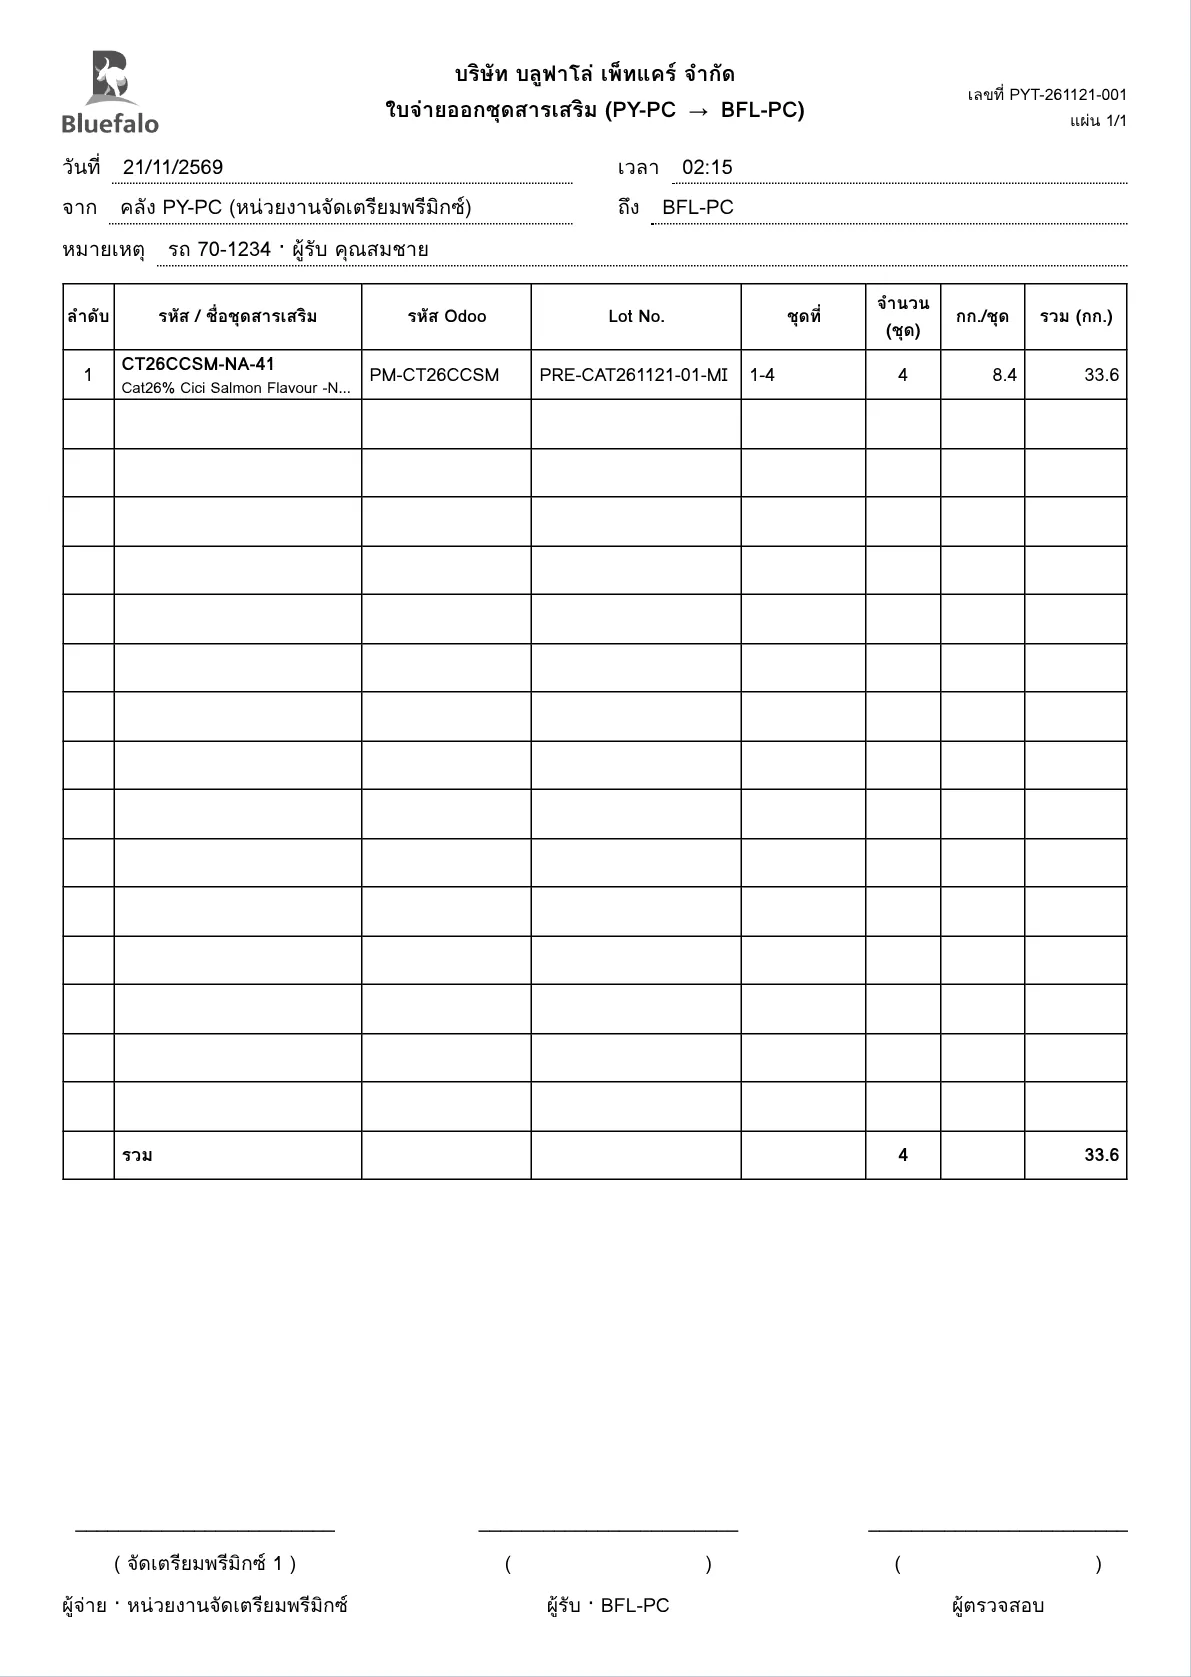 Bluefalo
บริษัท บลูฟาโล่ เพ็ทแคร์ จำกัด
ใบจ่ายออกชุดสารเสริม (PY-PC → BFL-PC)
เลขที่ PYT-261121-001
แผ่น 1/1
วันที่ 21/11/2569 เวลา 02:15
จาก คลัง PY-PC (หน่วยงานจัดเตรียมพรีมิกซ์) ถึง BFL-PC
หมายเหตุ รถ 70-1234 · ผู้รับ คุณสมชาย
ลำดับ รหัส / ชื่อชุดสารเสริม รหัส Odoo Lot No. ชุดที่ จำนวน (ชุด) กก./ชุด รวม (กก.)
1 CT26CCSM-NA-41 PM-CT26CCSM PRE-CAT261121-01-MI 1-4 4 8.4 33.6
Cat26% Cici Salmon Flavour -N...
รวม 4 33.6
( จัดเตรียมพรีมิกซ์ 1 ) ( ) ( )
ผู้จ่าย · หน่วยงานจัดเตรียมพรีมิกซ์ ผู้รับ · BFL-PC ผู้ตรวจสอบ